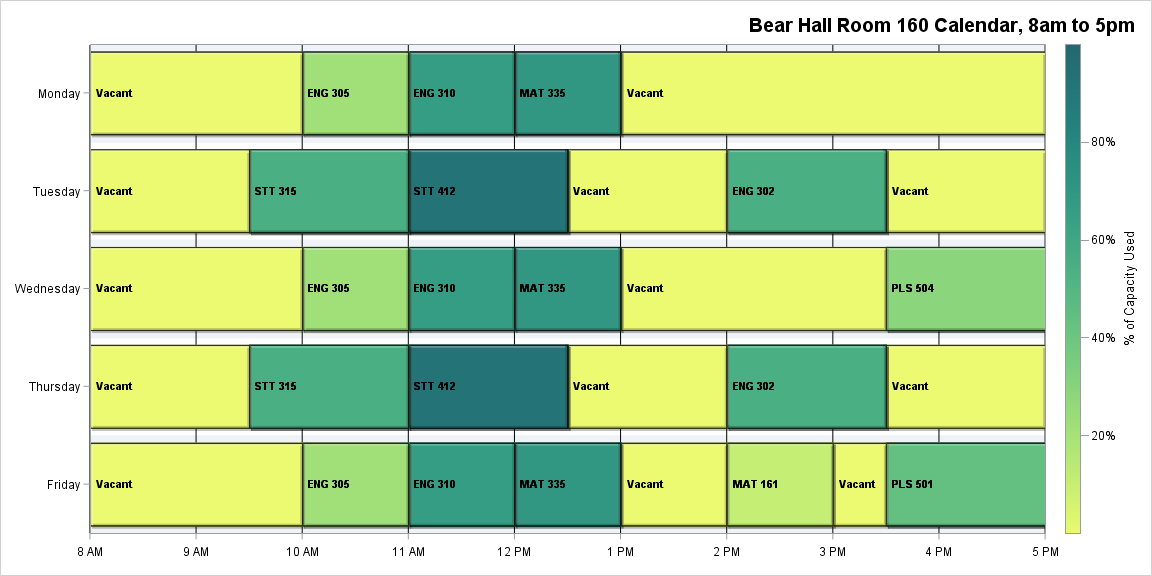 Bear Hall Room 160 Calendar, 8am to 5pm
Monday
Vacant
ENG 305
ENG 310
MAT 335
Vacant
Tuesday
Vacant
STT 315
STT 412
Vacant
ENG 302
Vacant
Wednesday
Vacant
ENG 305
ENG 310
MAT 335
Vacant
PLS 504
Thursday
Vacant
STT 315
STT 412
Vacant
ENG 302
Vacant
Friday
Vacant
ENG 305
ENG 310
MAT 335
Vacant
MAT 161
Vacant
PLS 501
8 AM
9 AM
10 AM
11 AM
12 PM
1 PM
2 PM
3 PM
4 PM
5 PM
80%
60%
40%
20%
% of Capacity Used